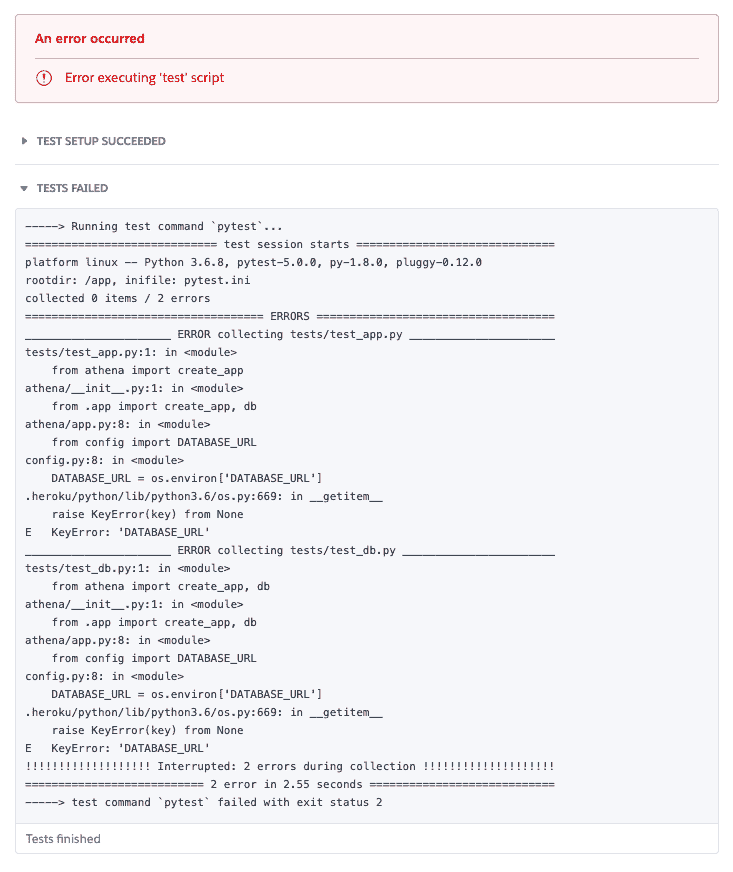 An error occurred
Error executing 'test' script
TEST SETUP SUCCEEDED
TESTS FAILED
-----> Running test command `pytest`...
============================= test session starts ==============================
platform linux -- Python 3.6.8, pytest-5.0.0, py-1.8.0, pluggy-0.12.0
rootdir: /app, inifile: pytest.ini
collected 0 items / 2 errors
==================================== ERRORS ====================================
______________________ ERROR collecting tests/test_app.py ______________________
tests/test_app.py:1: in <module>
    from athena import create_app
athena/__init__.py:1: in <module>
    from .app import create_app, db
athena/app.py:8: in <module>
    from config import DATABASE_URL
config.py:8: in <module>
    DATABASE_URL = os.environ['DATABASE_URL']
.heroku/python/lib/python3.6/os.py:669: in __getitem__
    raise KeyError(key) from None
E   KeyError: 'DATABASE_URL'
______________________ ERROR collecting tests/test_db.py _______________________
tests/test_db.py:1: in <module>
    from athena import create_app, db
athena/__init__.py:1: in <module>
    from .app import create_app, db
athena/app.py:8: in <module>
    from config import DATABASE_URL
config.py:8: in <module>
    DATABASE_URL = os.environ['DATABASE_URL']
.heroku/python/lib/python3.6/os.py:669: in __getitem__
    raise KeyError(key) from None
E   KeyError: 'DATABASE_URL'
!!!!!!!!!!!!!!!!!!! Interrupted: 2 errors during collection !!!!!!!!!!!!!!!!!!!!
=========================== 2 error in 2.55 seconds ============================
-----> test command `pytest` failed with exit status 2
Tests finished